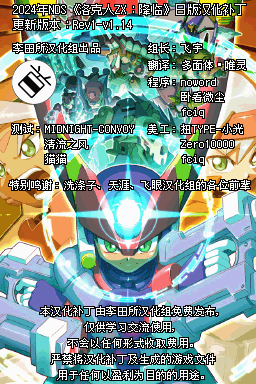 2024年NDS《洛克人ZX:降临》日版汉化补丁
更新版本:Rev1-v1.14
李田所汉化组出品
组长:飞宇
翻译:多面体·唯灵
程序:noword
卧着微尘
fciq
测试:MIDNIGHT-CONVOY
清流之风
猫猫
美工:扭TYPE-小光
Zero10000
fciq
特别鸣谢:洗涤子、天涯、飞眼汉化组的各位前辈
本汉化补丁由李田所汉化组免费发布,
仅供学习交流使用,
不会以任何形式收取费用。
严禁将汉化补丁及生成的游戏文件
用于任何以盈利为目的的用途。